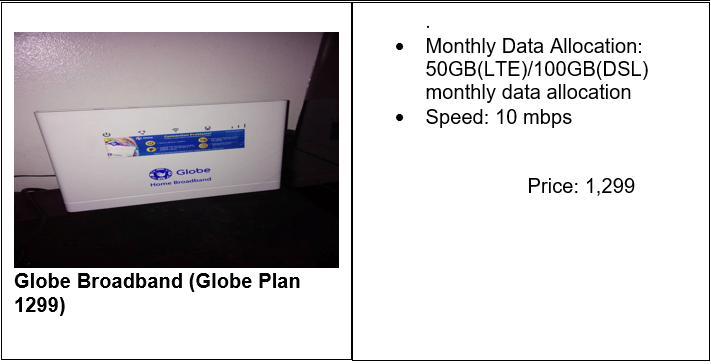 Globe
Home Broadband
Globe Broadband (Globe Plan
1299)
.
• Monthly Data Allocation:
50GB(LTE)/100GB(DSL)
monthly data allocation
• Speed: 10 mbps
Price: 1,299